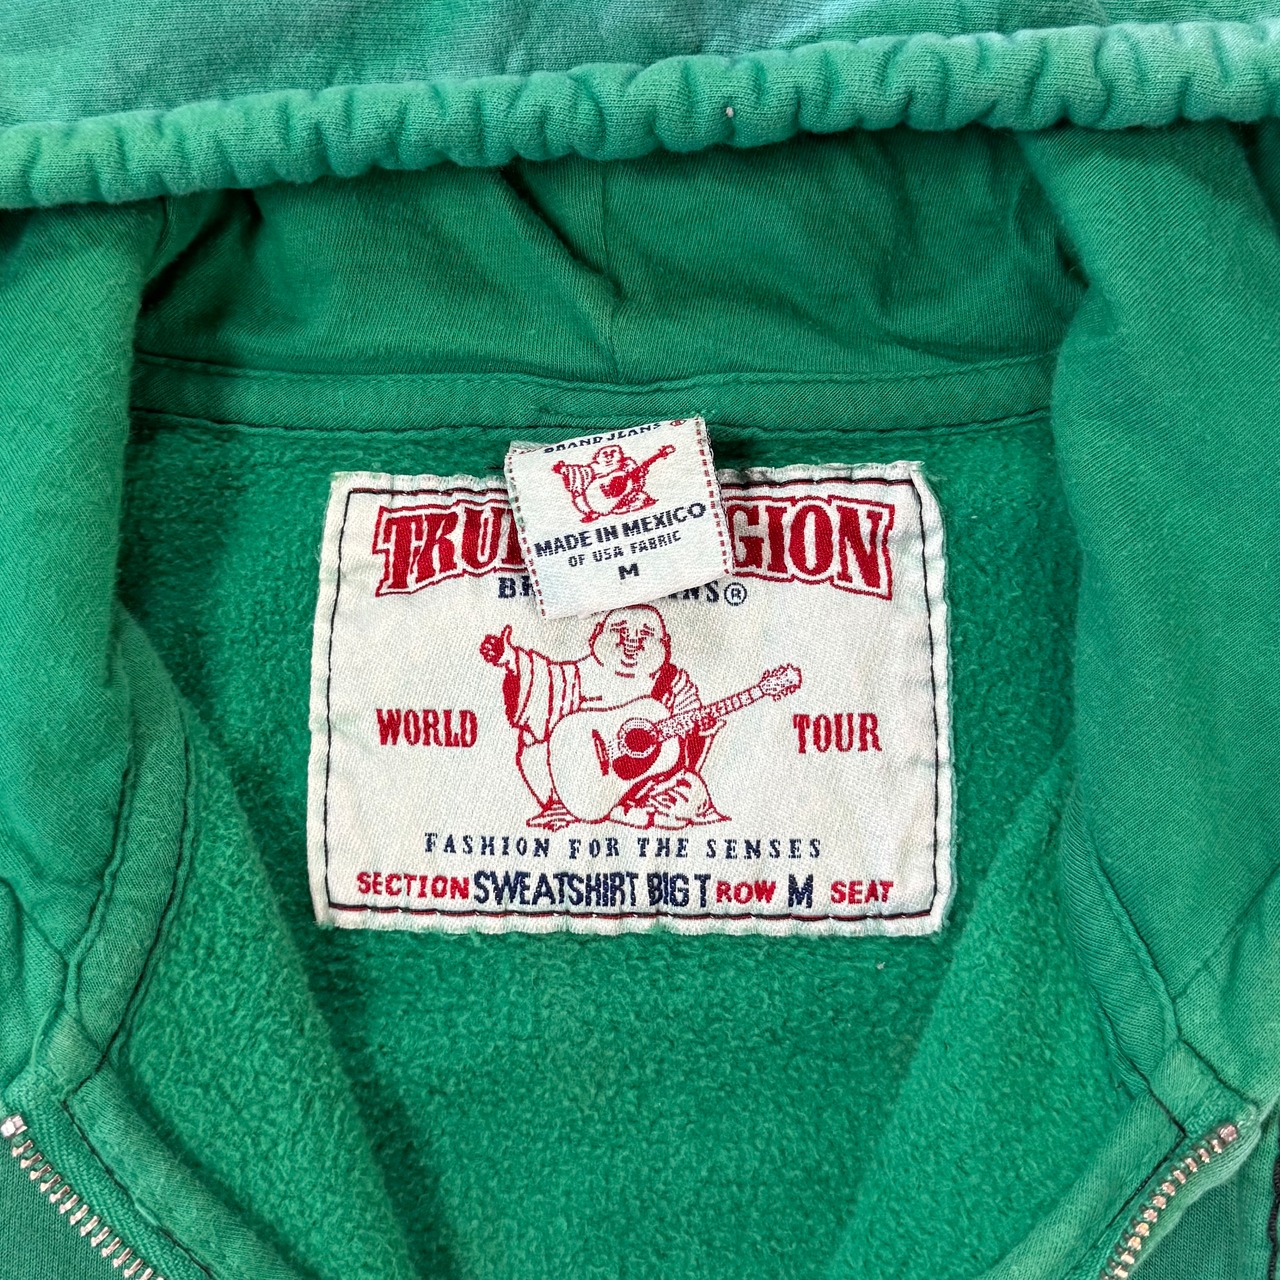 BRAND JEANS ®
MADE IN MEXICO
OF USA FABRIC
M
TRU GION
BR NS®
WORLD TOUR
FASHION FOR THE SENSES
SECTION SWEATSHIRT BIG T ROW M SEAT